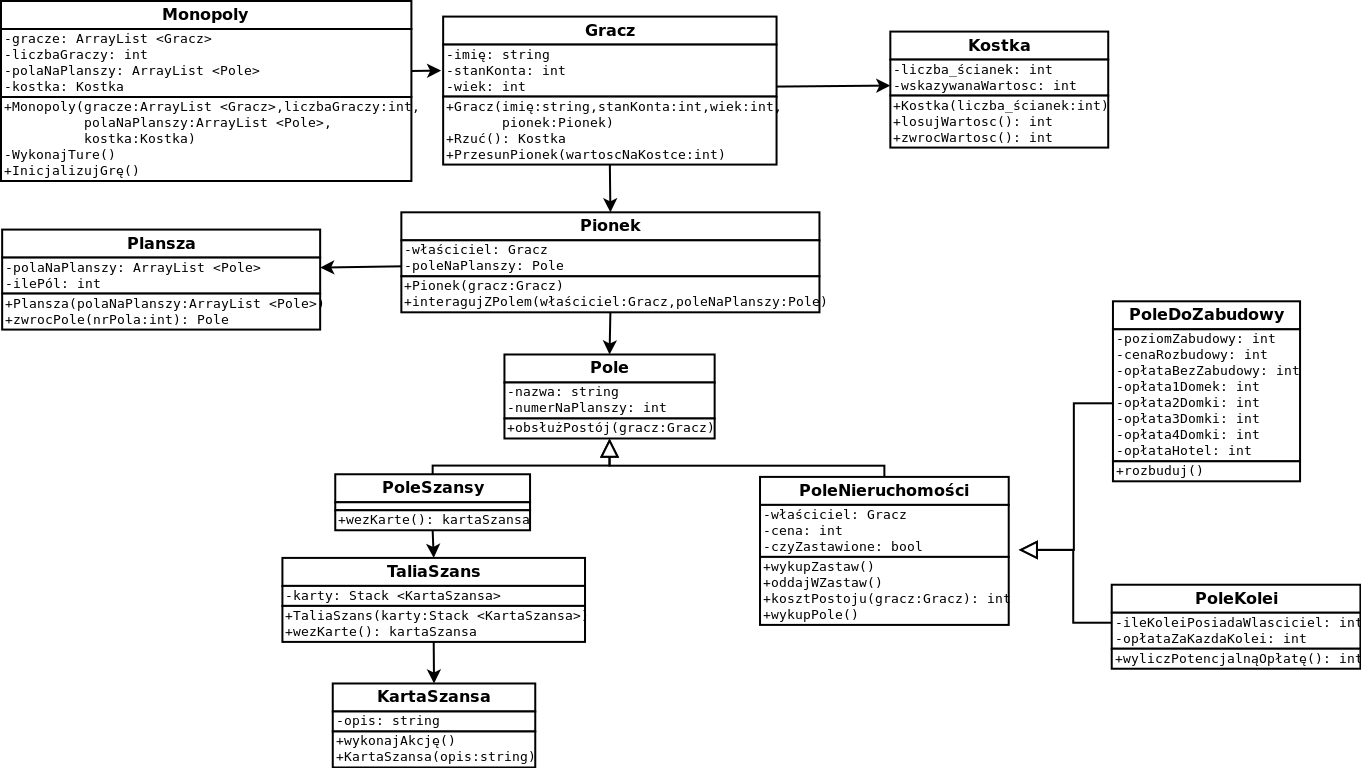 Monopoly
-gracze: ArrayList <Gracz>
-liczbaGraczy: int
-polaNaPlanszy: ArrayList <Pole>
-kostka: Kostka
+Monopoly(gracze:ArrayList <Gracz>,liczbaGraczy:int,
polaNaPlanszy:ArrayList <Pole>,
kostka:Kostka)
-WykonajTure()
+InicjalizujGrę()
Gracz
-imię: string
-stanKonta: int
-wiek: int
+Gracz(imię:string,stanKonta:int,wiek:int,
pionek:Pionek)
+Rzuć(): Kostka
+PrzesunPionek(wartoscNaKostce:int)
Kostka
-liczba_ścianek: int
-wskazywanaWartosc: int
+Kostka(liczba_ścianek:int)
+losujWartosc(): int
+zwrocWartosc(): int
Plansza
-polaNaPlanszy: ArrayList <Pole>
-ilePól: int
+Plansza(polaNaPlanszy:ArrayList <Pole>)
+zwrocPole(nrPola:int): Pole
Pionek
-właściciel: Gracz
-poleNaPlanszy: Pole
+Pionek(gracz:Gracz)
+interagujZPolem(właściciel:Gracz,poleNaPlanszy:Pole)
Pole
-nazwa: string
-numerNaPlanszy: int
+obsłużPostój(gracz:Gracz)
PoleDoZabudowy
-poziomZabudowy: int
-cenaRozbudowy: int
-opłataBezZabudowy: int
-opłata1Domek: int
-opłata2Domki: int
-opłata3Domki: int
-opłata4Domki: int
-opłataHotel: int
+rozbuduj()
PoleSzansy
+wezKarte(): kartaSzansa
PoleNieruchomości
-właściciel: Gracz
-cena: int
-czyZastawione: bool
+wykupZastaw()
+oddajWZastaw()
+kosztPostoju(gracz:Gracz): int
+wykupPole()
TaliaSzans
-karty: Stack <KartaSzansa>
+TaliaSzans(karty:Stack <KartaSzansa>)
+wezKarte(): kartaSzansa
PoleKolei
-ileKoleiPosiadaWlasciciel: int
-opłataZaKazdaKolei: int
+wyliczPotencjalnąOpłatę(): int
KartaSzansa
-opis: string
+wykonajAkcję()
+KartaSzansa(opis:string)